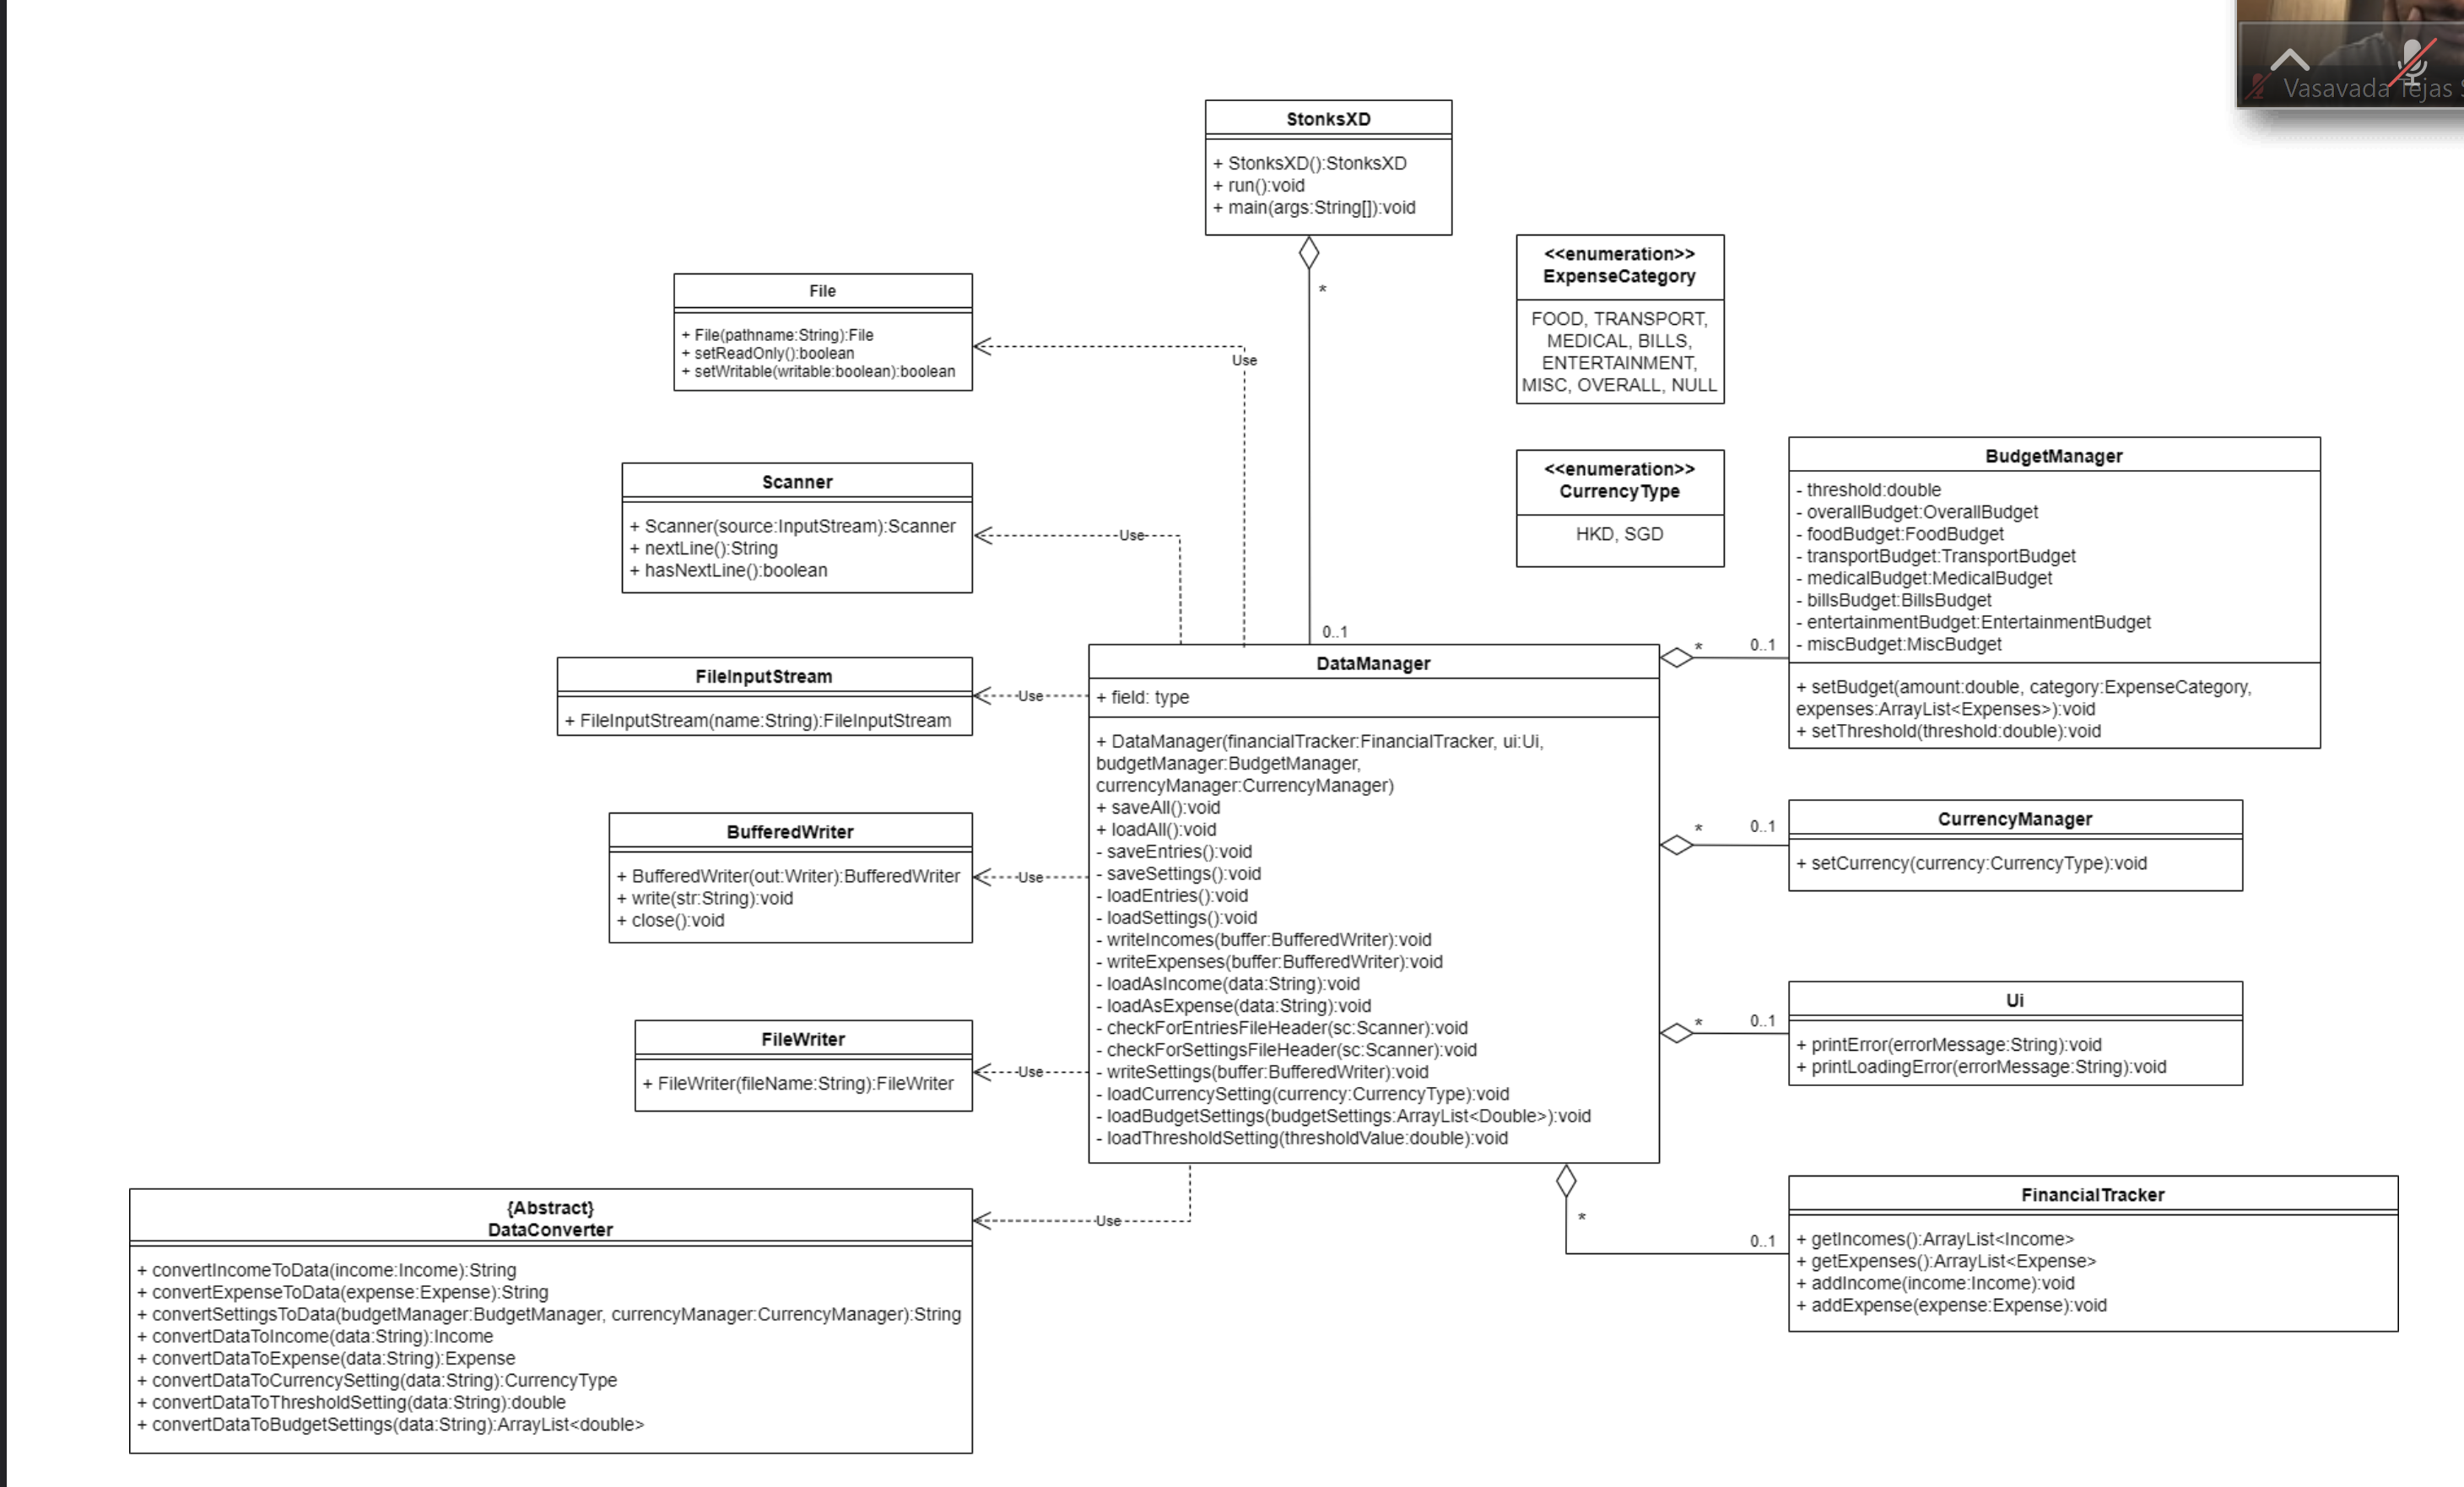 Vasavada Tejas S
StonksXD
+ StonksXD():StonksXD
+ run():void
+ main(args:String[]):void
*
0..1
<<enumeration>>
ExpenseCategory
FOOD, TRANSPORT,
MEDICAL, BILLS,
ENTERTAINMENT,
MISC, OVERALL, NULL
<<enumeration>>
CurrencyType
HKD, SGD
File
+ File(pathname:String):File
+ setReadOnly():boolean
+ setWritable(writable:boolean):boolean
Use
Scanner
+ Scanner(source:InputStream):Scanner
+ nextLine():String
+ hasNextLine():boolean
Use
FileInputStream
+ FileInputStream(name:String):FileInputStream
Use
BufferedWriter
+ BufferedWriter(out:Writer):BufferedWriter
+ write(str:String):void
+ close():void
Use
FileWriter
+ FileWriter(fileName:String):FileWriter
Use
{Abstract}
DataConverter
+ convertIncomeToData(income:Income):String
+ convertExpenseToData(expense:Expense):String
+ convertSettingsToData(budgetManager:BudgetManager, currencyManager:CurrencyManager):String
+ convertDataToIncome(data:String):Income
+ convertDataToExpense(data:String):Expense
+ convertDataToCurrencySetting(data:String):CurrencyType
+ convertDataToThresholdSetting(data:String):double
+ convertDataToBudgetSettings(data:String):ArrayList<double>
Use
DataManager
+ field: type
+ DataManager(financialTracker:FinancialTracker, ui:Ui,
budgetManager:BudgetManager,
currencyManager:CurrencyManager)
+ saveAll():void
+ loadAll():void
- saveEntries():void
- saveSettings():void
- loadEntries():void
- loadSettings():void
- writeIncomes(buffer:BufferedWriter):void
- writeExpenses(buffer:BufferedWriter):void
- loadAsIncome(data:String):void
- loadAsExpense(data:String):void
- checkForEntriesFileHeader(sc:Scanner):void
- checkForSettingsFileHeader(sc:Scanner):void
- writeSettings(buffer:BufferedWriter):void
- loadCurrencySetting(currency:CurrencyType):void
- loadBudgetSettings(budgetSettings:ArrayList<Double>):void
- loadThresholdSetting(thresholdValue:double):void
* 0..1
BudgetManager
- threshold:double
- overallBudget:OverallBudget
- foodBudget:FoodBudget
- transportBudget:TransportBudget
- medicalBudget:MedicalBudget
- billsBudget:BillsBudget
- entertainmentBudget:EntertainmentBudget
- miscBudget:MiscBudget
+ setBudget(amount:double, category:ExpenseCategory,
expenses:ArrayList<Expenses>):void
+ setThreshold(threshold:double):void
* 0..1
CurrencyManager
+ setCurrency(currency:CurrencyType):void
* 0..1
Ui
+ printError(errorMessage:String):void
+ printLoadingError(errorMessage:String):void
*
0..1
FinancialTracker
+ getIncomes():ArrayList<Income>
+ getExpenses():ArrayList<Expense>
+ addIncome(income:Income):void
+ addExpense(expense:Expense):void